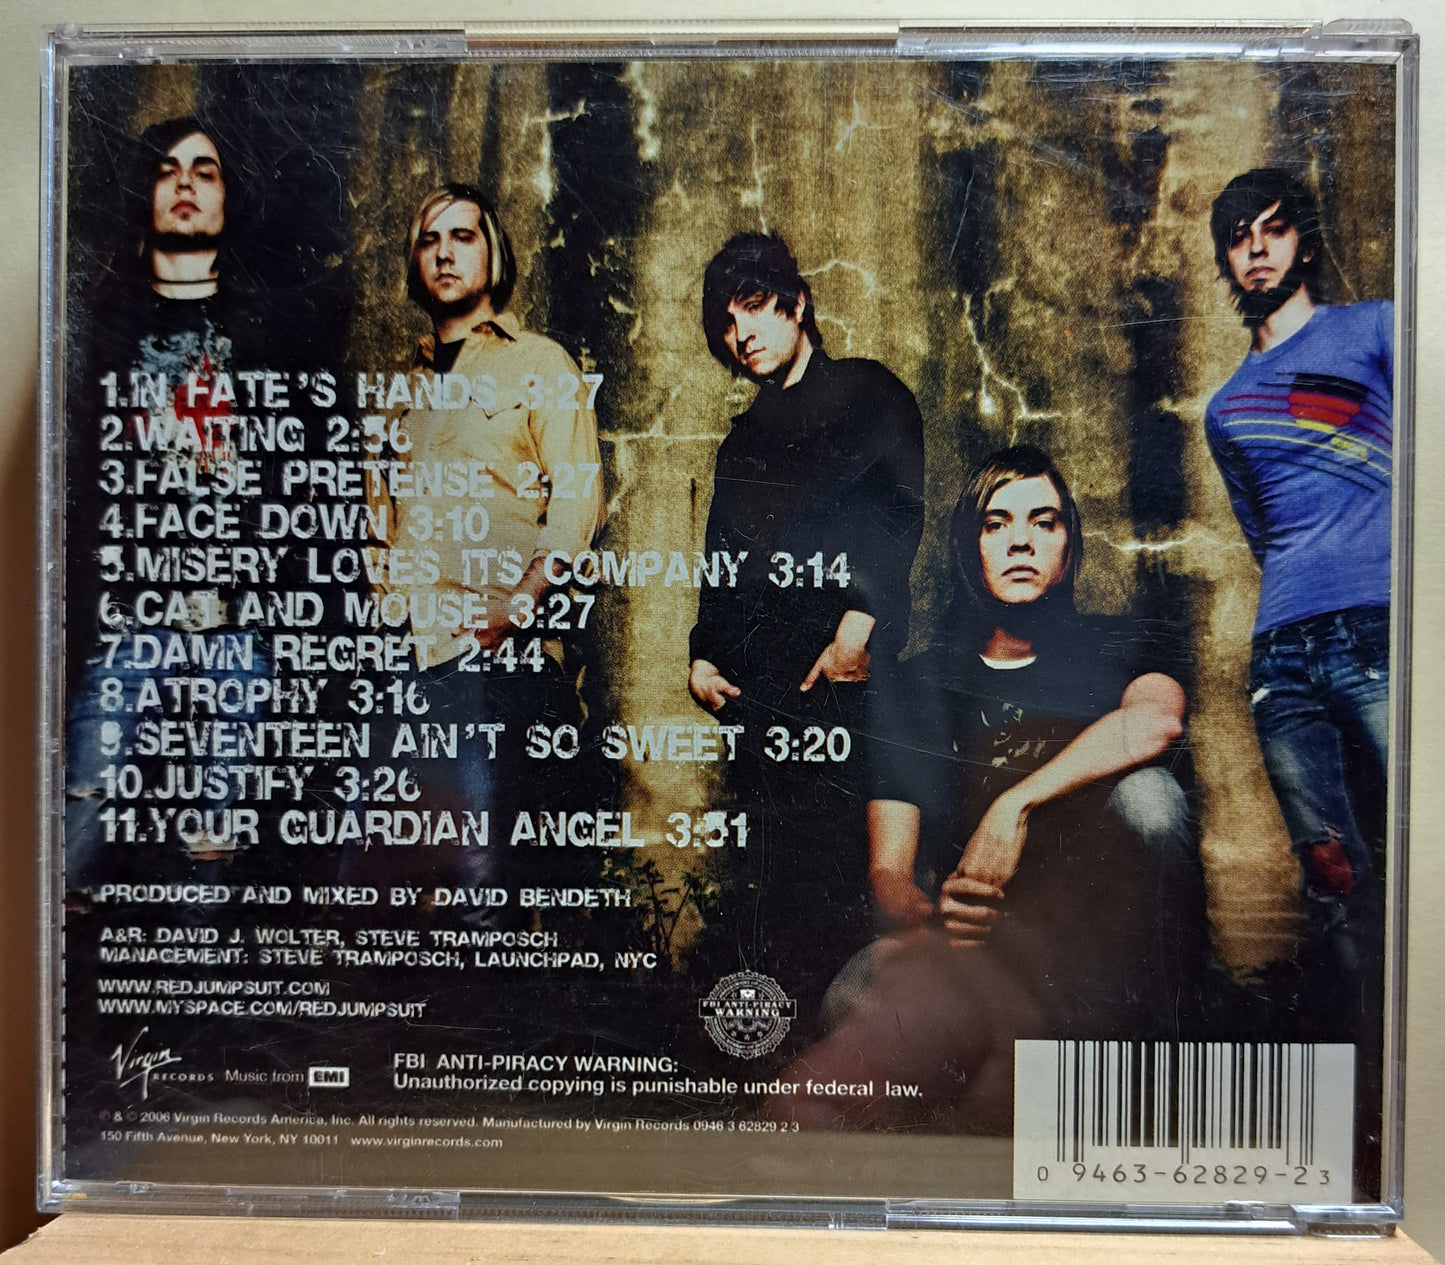 1.IN FATE'S HANDS 3:27
2.WAITING 2:56
3.FALSE PRETENSE 2:27
4.FACE DOWN 3:10
5.MISERY LOVES ITS COMPANY 3:14
6.CAT AND MOUSE 3:27
7.DAMN REGRET 2:44
8.ATROPHY 3:16
9.SEVENTEEN AIN'T SO SWEET 3:20
10.JUSTIFY 3:26
11.YOUR GUARDIAN ANGEL 3:51
PRODUCED AND MIXED BY DAVID BENDETH
A&R: DAVID J. WOLTER, STEVE TRAMPOSCH
MANAGEMENT: STEVE TRAMPOSCH, LAUNCHPAD, NYC
WWW.REDJUMPSUIT.COM
WWW.MYSPACE.COM/REDJUMPSUIT
FBI ANTI-PIRACY
WARNING
Virgin
RECORDS Music from EMI
FBI ANTI-PIRACY WARNING:
Unauthorized copying is punishable under federal law.
℗ & © 2006 Virgin Records America, Inc. All rights reserved. Manufactured by Virgin Records 0946 3 62829 2 3
150 Fifth Avenue, New York, NY 10011 www.virginrecords.com
0 9463-62829-2 3